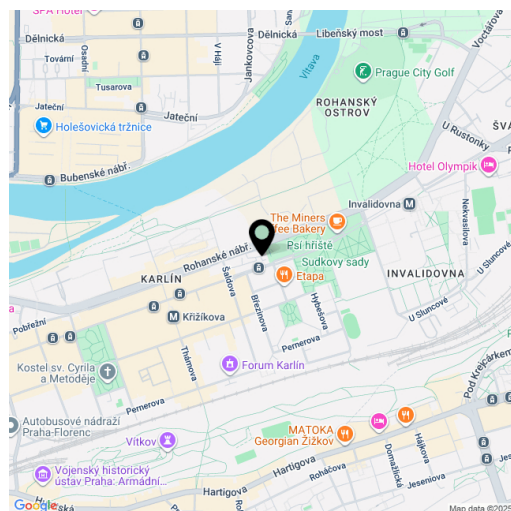 SPA Hotel
Dělnická
Osadní
V Háji
Jankovcova
Dělnická
Libeňský most
Voctářova
Tovární
Tusarova
Vltava
Prague City Golf
Jateční
Jateční
ROHANSKÝ
OSTROV
U Rustonky
Holešovická tržnice
Bubenské nábř.
Hotel Olympik
Invalidovna
Nekvasilova
The Miners
ffee Bakery
Rohanské nábř.
Psí hřiště
Sudkovy sady
U Sluncové
KARLÍN
Šaldova
Etapa
INVALIDOVNA
Březinova
Hybešova
U Sluncové
Pobřežní
Křižíkova
Thámova
Pernerova
Kostel sv. Cyrila
a Metoděje
Forum Karlín
Pod Krejcárkem
Pernerova
Autobusové nádraží
Praha-Florenc
Vítkov
MATOKA
Georgian Žižkov
Hartigova
Hájkova
Domažlická
Roháčova
Jeseniova
Vojenský historický
ústav Praha: Armádní...
Hartigova
Google
Map data ©2025